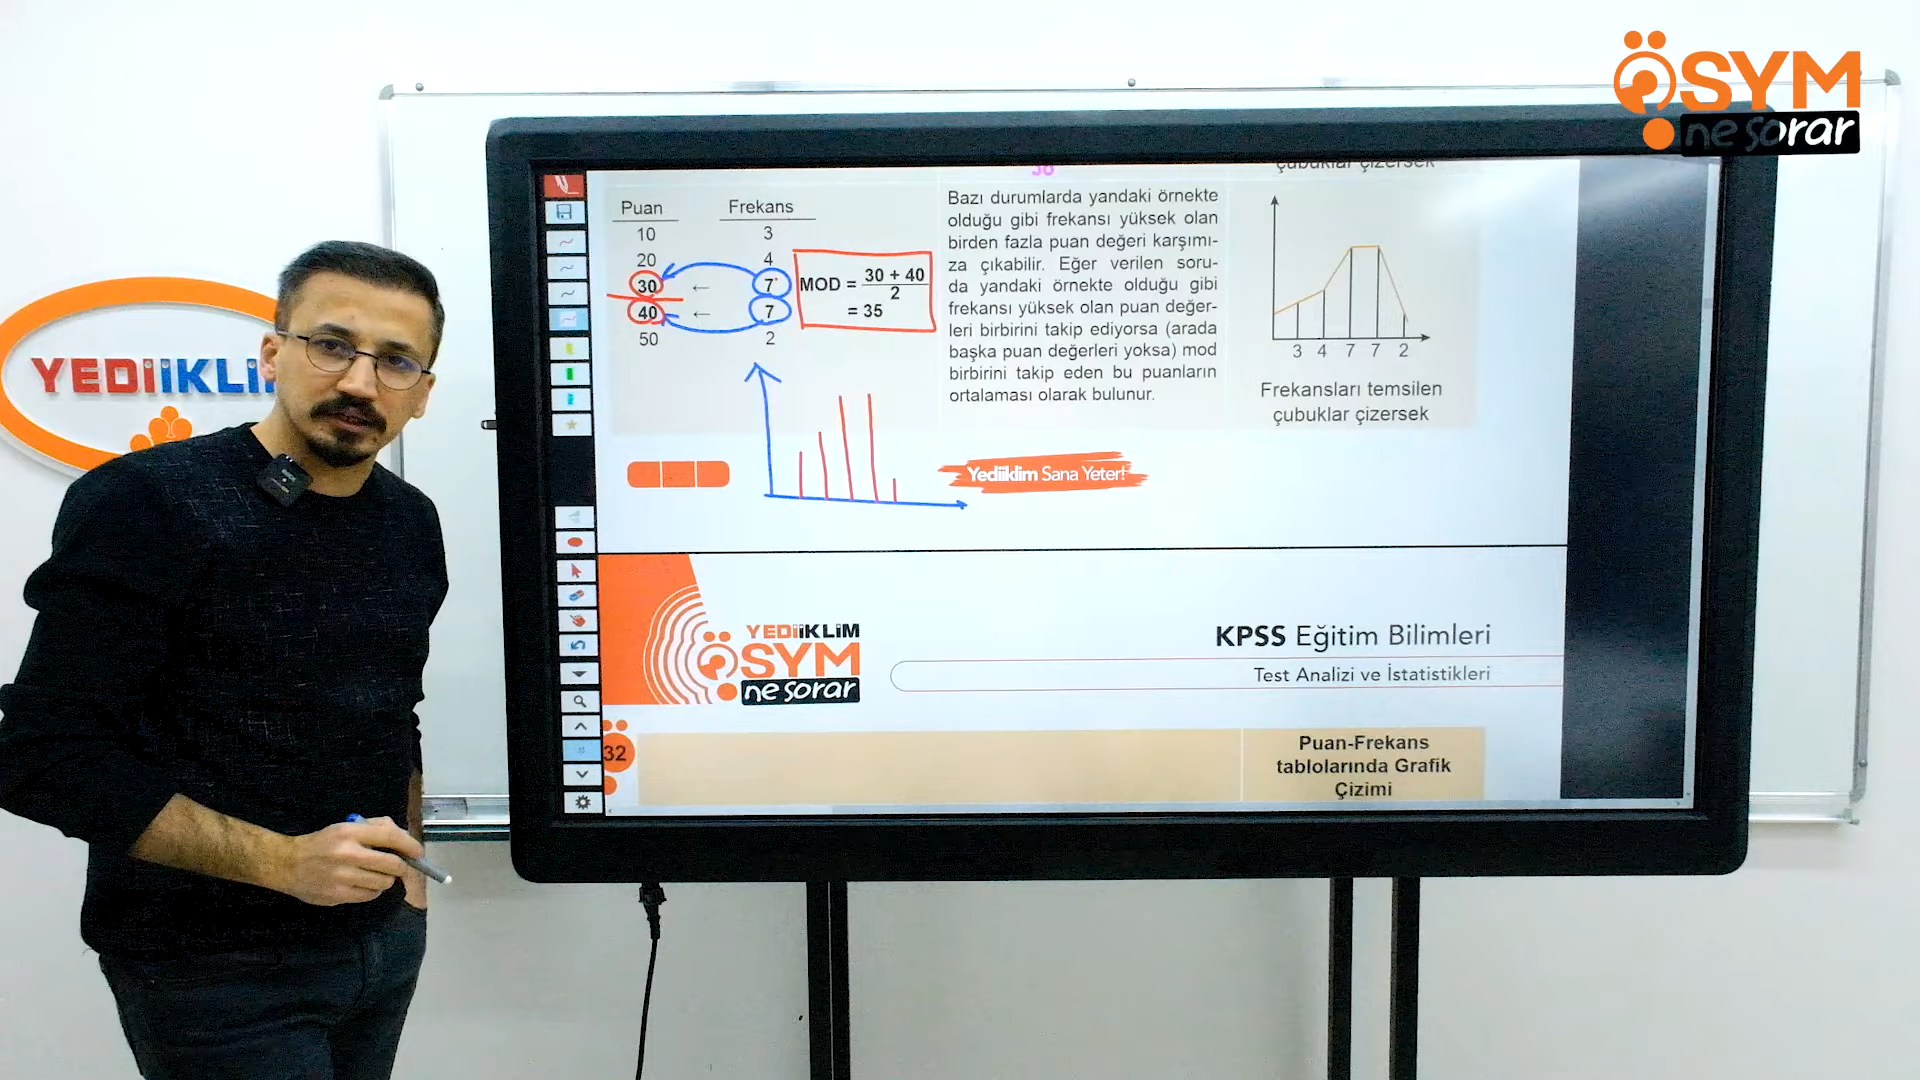 ÖSYM
ne sorar
YEDİİKLİ
38
çubuklar çizersek
Puan Frekans
10 3
20 4
30 ← 7
40 ← 7
50 2
MOD = 30 + 40
2
= 35
Bazı durumlarda yandaki örnekte
olduğu gibi frekansı yüksek olan
birden fazla puan değeri karşımı-
za çıkabilir. Eğer verilen soru-
da yandaki örnekte olduğu gibi
frekansı yüksek olan puan değer-
leri birbirini takip ediyorsa (arada
başka puan değerleri yoksa) mod
birbirini takip eden bu puanların
ortalaması olarak bulunur.
3 4 7 7 2
Frekansları temsilen
çubuklar çizersek
Yediiklim Sana Yeter!
YEDİİKLİM
ÖSYM
ne sorar
KPSS Eğitim Bilimleri
Test Analizi ve İstatistikleri
32
Puan-Frekans
tablolarında Grafik
Çizimi